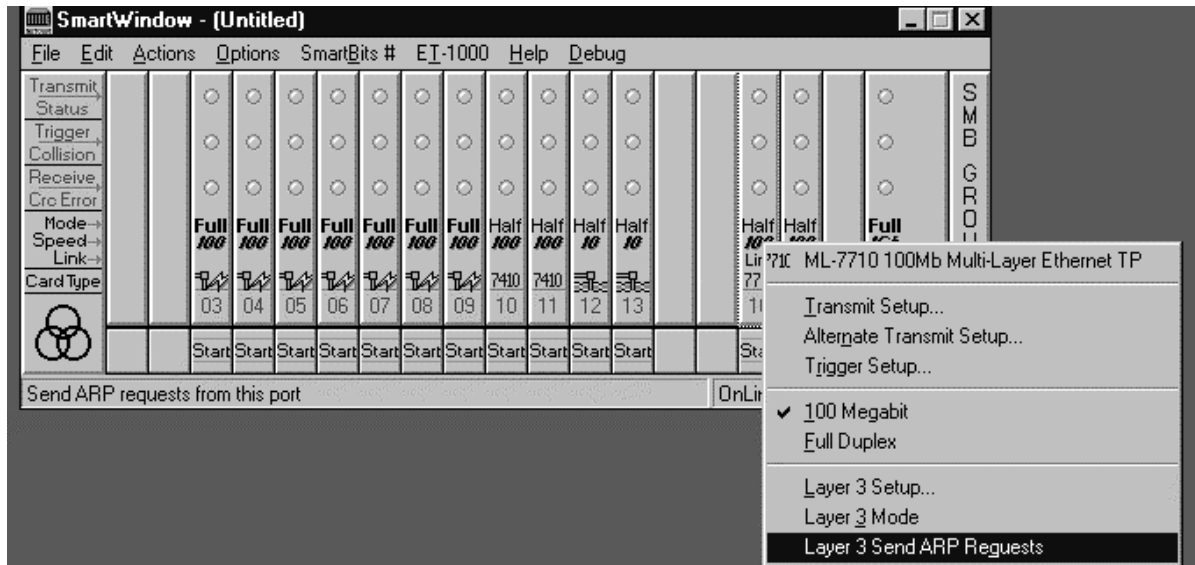 SmartWindow - (Untitled)
File Edit Actions Options SmartBits # ET-1000 Help Debug
Transmit
Status
Trigger
Collision
Receive
Crc Error
Mode
Speed
Link
Card Type
Full Full Full Full Full Full Full Half Half Half Half Half Half Full
100 100 100 100 100 100 100 100 100 10 10 100 100
7410 7410
03 04 05 06 07 08 09 10 11 12 13
Start Start Start Start Start Start Start Start Start Start Start
SMB
Send ARP requests from this port
ML-7710 100Mb Multi-Layer Ethernet TP
Transmit Setup...
Alternate Transmit Setup...
Trigger Setup...
100 Megabit
Full Duplex
Layer 3 Setup...
Layer 3 Mode
Layer 3 Send ARP Reguests